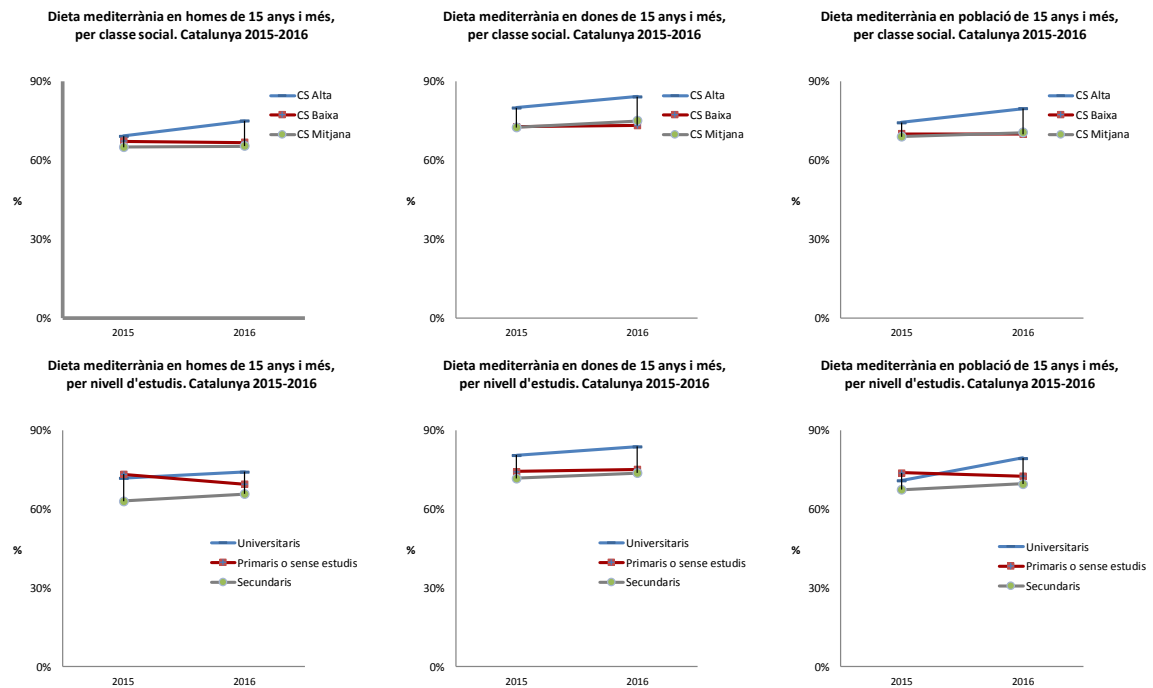 Dieta mediterrània en homes de 15 anys i més,
per classe social. Catalunya 2015-2016
90%
60%
30%
0%
%
CS Alta
CS Baixa
CS Mitjana
2015
2016
Dieta mediterrània en dones de 15 anys i més,
per classe social. Catalunya 2015-2016
90%
60%
30%
0%
%
CS Alta
CS Baixa
CS Mitjana
2015
2016
Dieta mediterrània en població de 15 anys i més,
per classe social. Catalunya 2015-2016
90%
60%
30%
0%
%
CS Alta
CS Baixa
CS Mitjana
2015
2016
Dieta mediterrània en homes de 15 anys i més,
per nivell d'estudis. Catalunya 2015-2016
90%
60%
30%
0%
%
Universitaris
Primaris o sense estudis
Secundaris
2015
2016
Dieta mediterrània en dones de 15 anys i més,
per nivell d'estudis. Catalunya 2015-2016
90%
60%
30%
0%
%
Universitaris
Primaris o sense estudis
Secundaris
2015
2016
Dieta mediterrània en població de 15 anys i més,
per nivell d'estudis. Catalunya 2015-2016
90%
60%
30%
0%
%
Universitaris
Primaris o sense estudis
Secundaris
2015
2016